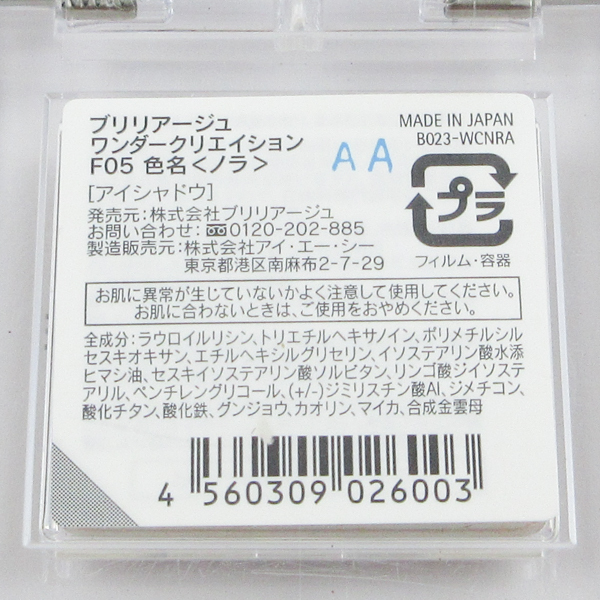 ブリリアージュ
ワンダークリエイション
F05 色名<ノラ>
[アイシャドウ]
AA
MADE IN JAPAN
B023-WCNRA
プラ
フィルム・容器
発売元:株式会社ブリリアージュ
お問い合わせ:0120-202-885
製造販売元:株式会社アイ・エー・シー
東京都港区南麻布2-7-29
お肌に異常が生じていないかよく注意して使用してください。
お肌に合わないときは、ご使用をおやめください。
全成分:ラウロイルリシン、トリエチルヘキサノイン、ポリメチルシル
セスキオキサン、エチルヘキシルグリセリン、イソステアリン酸水添
ヒマシ油、セスキイソステアリン酸ソルビタン、リンゴ酸ジイソステ
アリル、ペンチレングリコール、(+/-)ジミリスチン酸Al、ジメチコン、
酸化チタン、酸化鉄、グンジョウ、カオリン、マイカ、合成金雲母
4 560309 026003